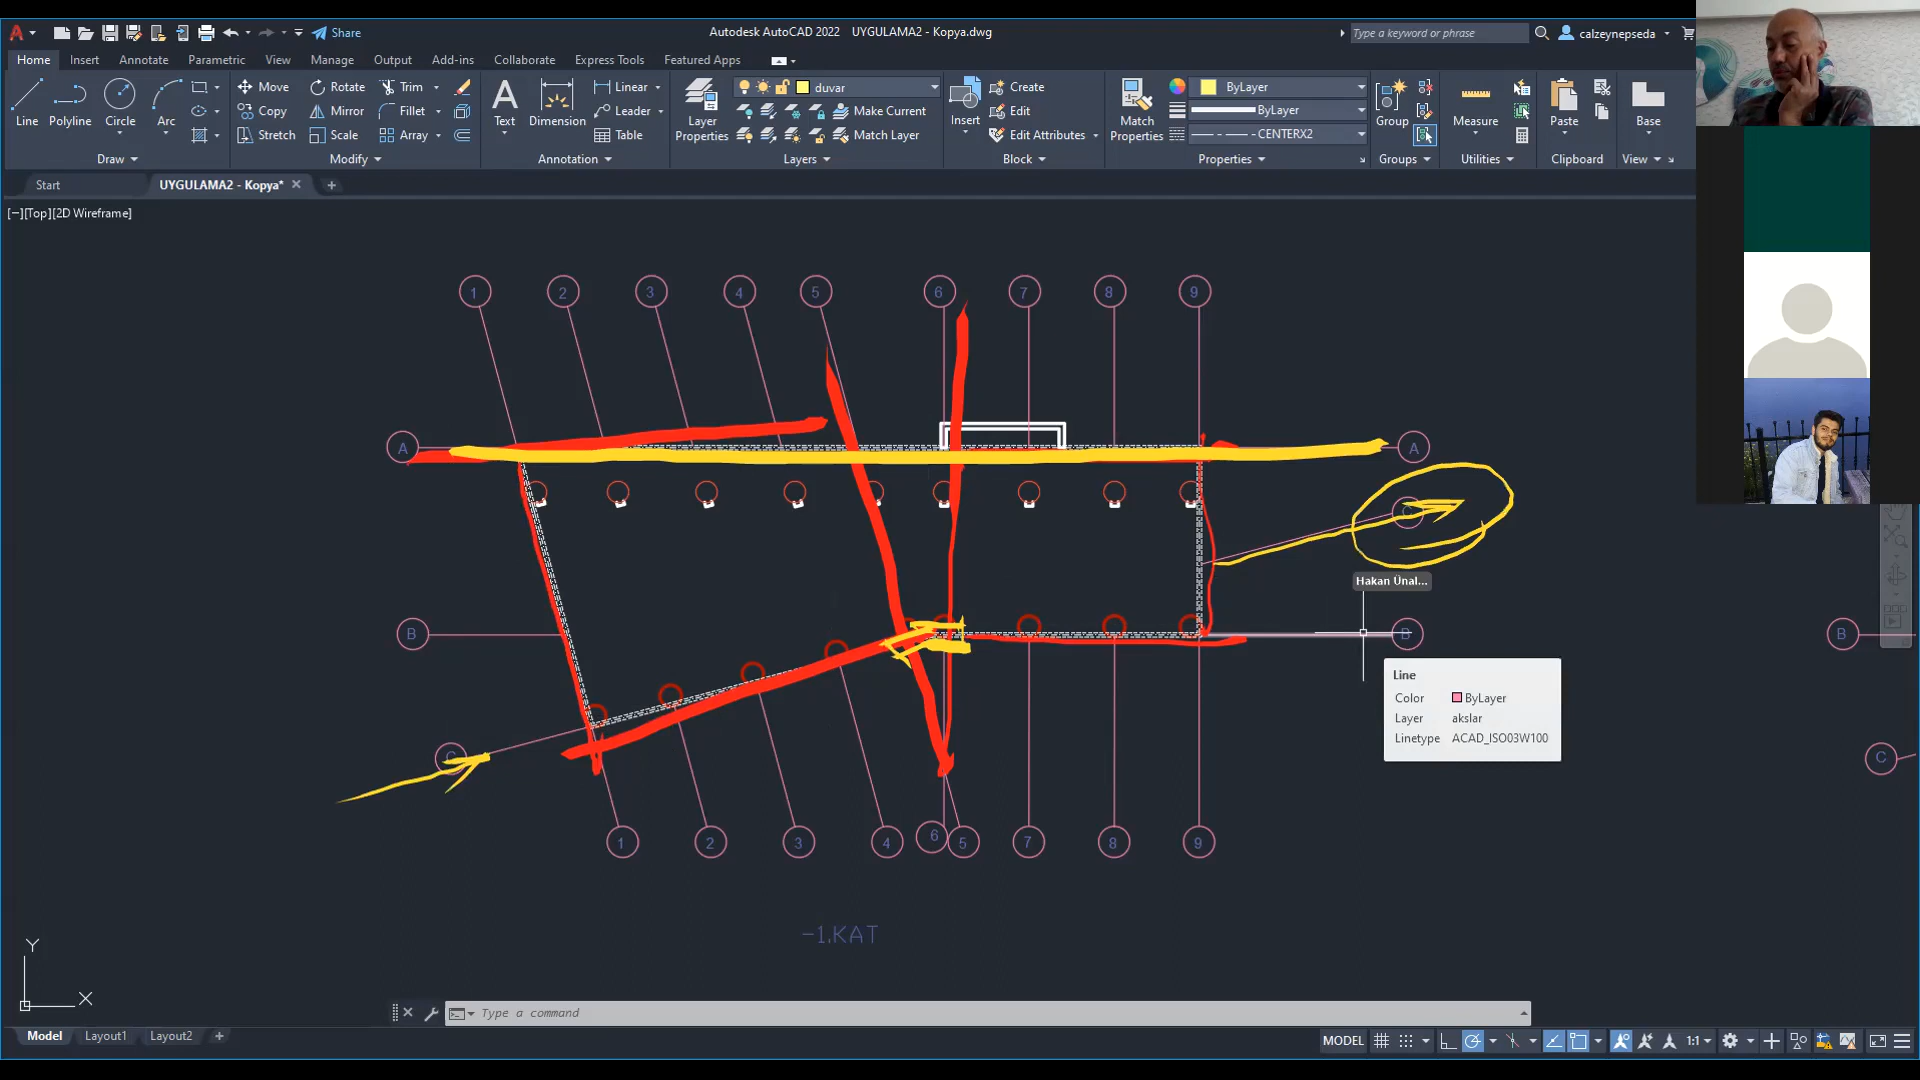 Share
Autodesk AutoCAD 2022 UYGULAMA2 - Kopya.dwg
Type a keyword or phrase
calzeynepseda
Home Insert Annotate Parametric View Manage Output Add-ins Collaborate Express Tools Featured Apps
Line Polyline Circle Arc
Draw
Move Rotate Trim
Copy Mirror Fillet
Stretch Scale Array
Modify
Text Dimension
Linear
Leader
Table
Annotation
Layer Properties
duvar
Make Current
Match Layer
Layers
Insert
Create
Edit
Edit Attributes
Block
Match Properties
ByLayer
ByLayer
CENTERX2
Properties
Group
Groups
Measure
Utilities
Paste
Clipboard
Base
View
Start UYGULAMA2 - Kopya*
[−][Top][2D Wireframe]
1 2 3 4 5 6 7 8 9
A A
C
Hakan Ünal...
B B B
Line
Color ByLayer
Layer akslar
Linetype ACAD_ISO03W100
C C
1 2 3 4 6 5 7 8 9
-1.KAT
Y
X
Type a command
Model Layout1 Layout2
MODEL 1:1